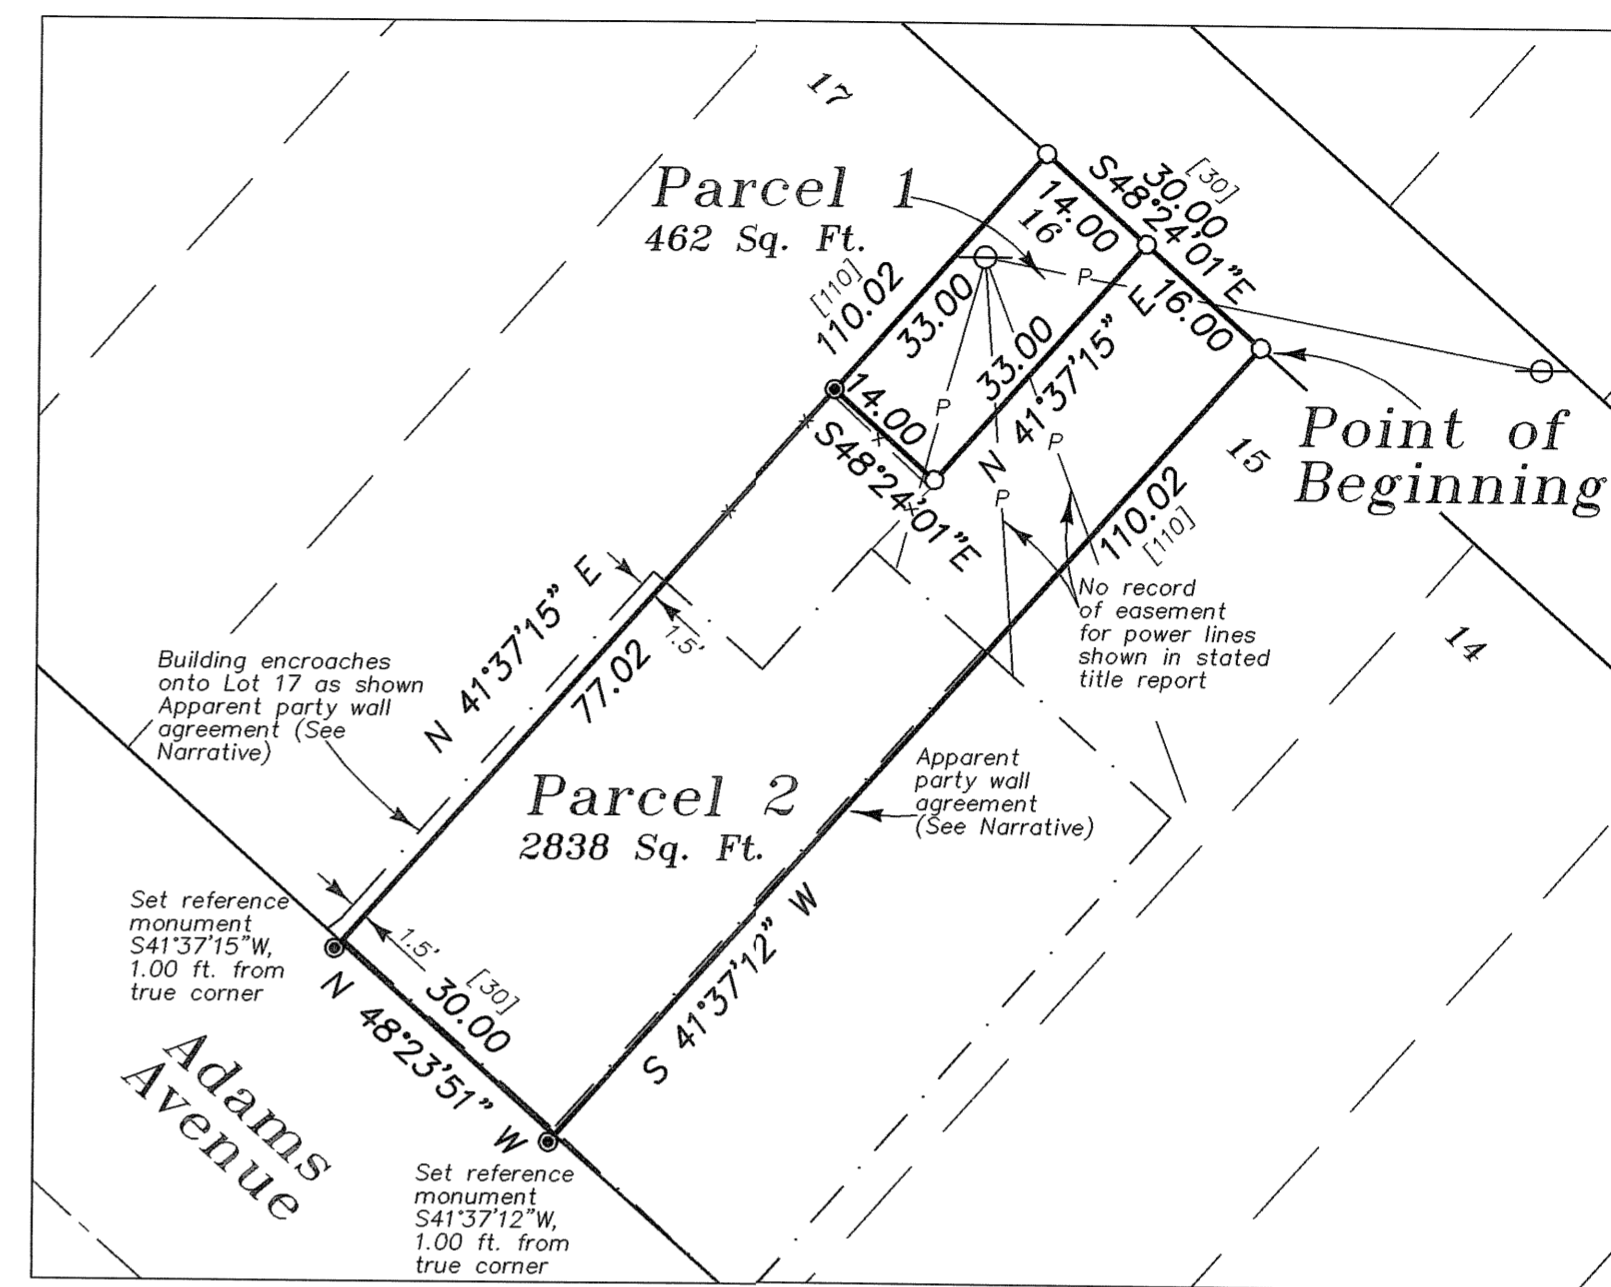 17
Parcel 1
462 Sq. Ft.
[30]
30.00
S48°24'01"E
14.00
16
16.00
[110]
110.02
33.00
33.00
N 41°37'15" E
14.00
S48°24'01"E
P
P
P
P
Point of
Beginning
15
110.02
[110]
14
No record
of easement
for power lines
shown in stated
title report
N 41°37'15" E
1.5'
77.02
Building encroaches
onto Lot 17 as shown
Apparent party wall
agreement (See
Narrative)
Parcel 2
2838 Sq. Ft.
Apparent
party wall
agreement
(See Narrative)
S 41°37'12" W
Set reference
monument
S41°37'15"W,
1.00 ft. from
true corner
1.5'
[30]
30.00
N 48°23'51" W
Adams
Avenue
Set reference
monument
S41°37'12"W,
1.00 ft. from
true corner